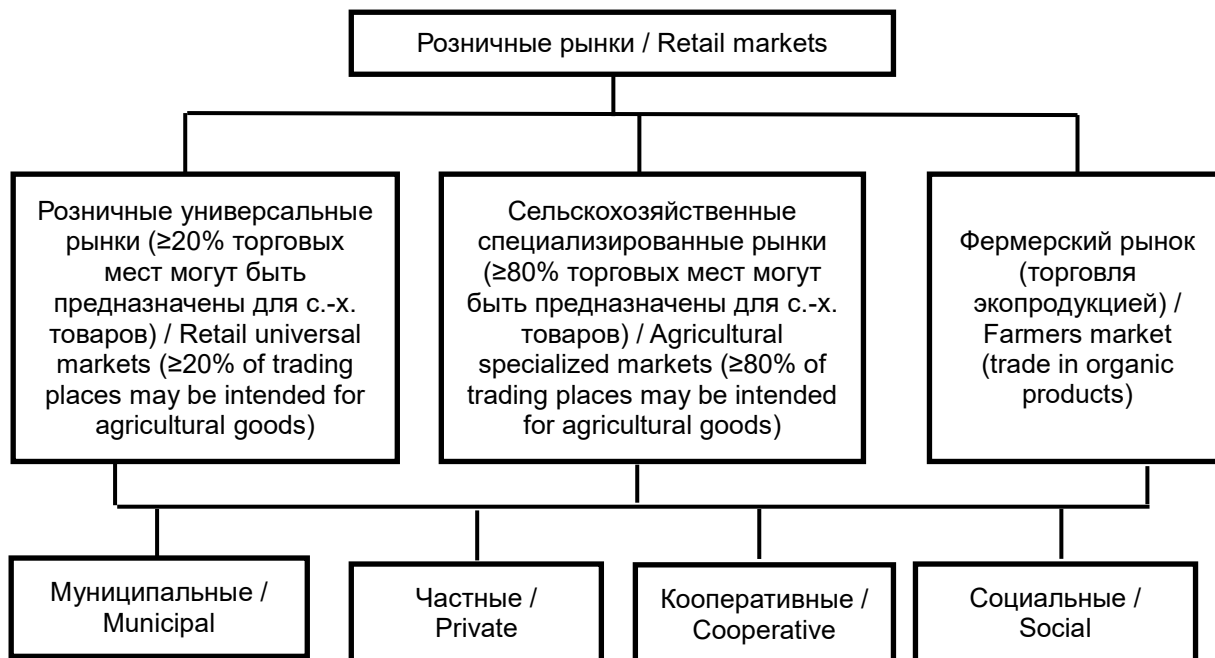 Розничные рынки / Retail markets
Розничные универсальные
рынки (≥20% торговых
мест могут быть
предназначены для с.-х.
товаров) / Retail universal
markets (≥20% of trading
places may be intended for
agricultural goods)
Сельскохозяйственные
специализированные рынки
(≥80% торговых мест могут
быть предназначены для с.-х.
товаров) / Agricultural
specialized markets (≥80% of
trading places may be intended
for agricultural goods)
Фермерский рынок
(торговля
экопродукцией) /
Farmers market
(trade in organic
products)
Муниципальные /
Municipal
Частные /
Private
Кооперативные /
Cooperative
Социальные /
Social